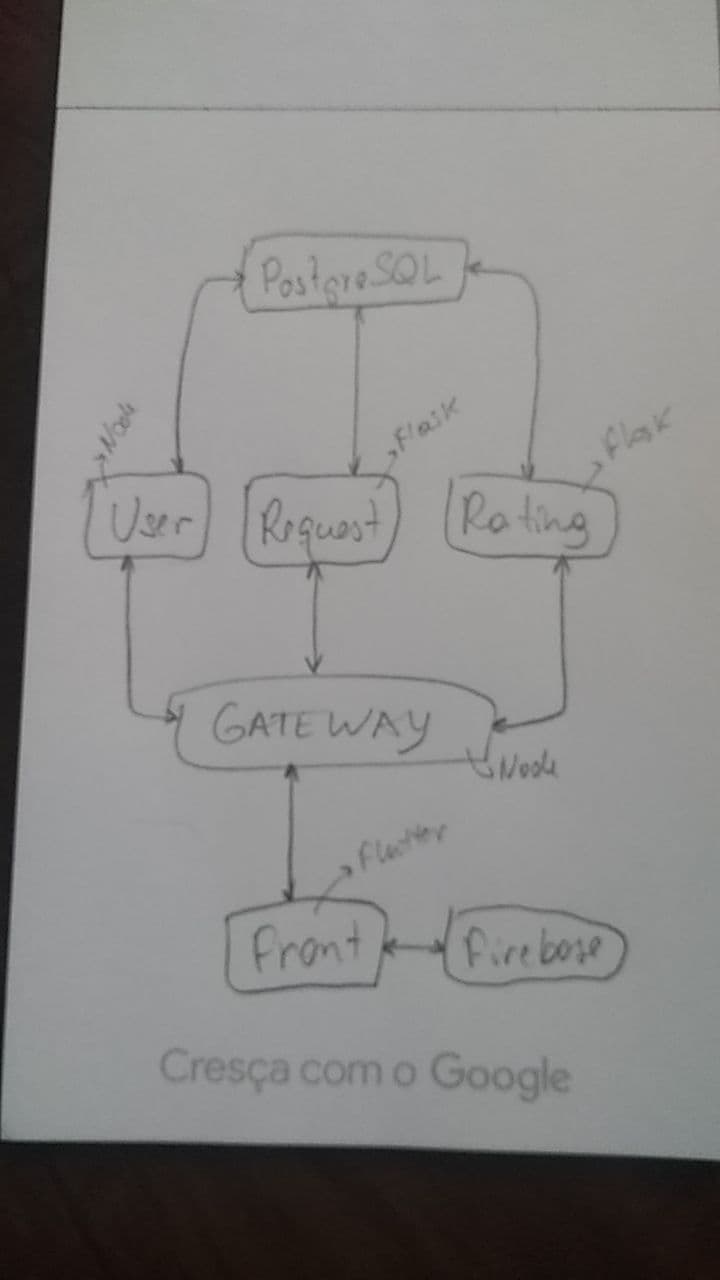 PostgreSQL
Node
Flask
Flask
User
Request
Rating
GATEWAY
Node
Flutter
Front
Firebase
Cresça com o Google